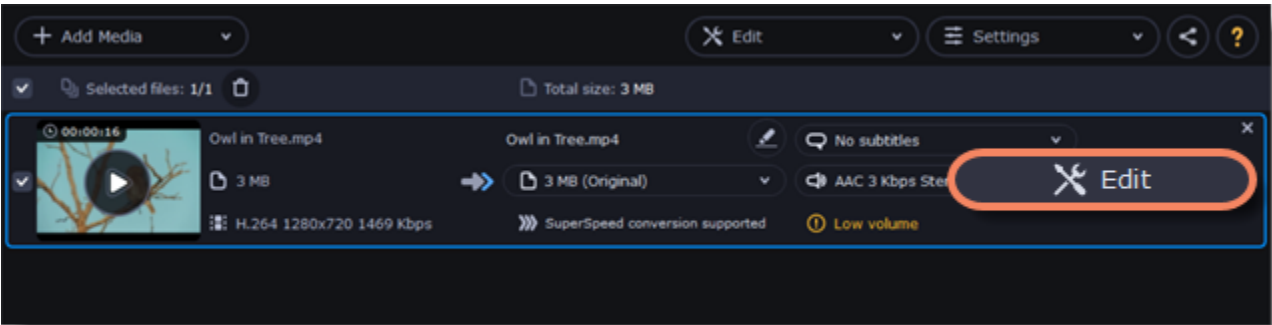 Add Media
Edit
Settings
?
Selected files: 1/1
Total size: 3 MB
00:00:16
Owl in Tree.mp4
Owl in Tree.mp4
No subtitles
3 MB
3 MB (Original)
AAC 3 Kbps
Edit
H.264 1280x720 1469 Kbps
SuperSpeed conversion supported
Low volume